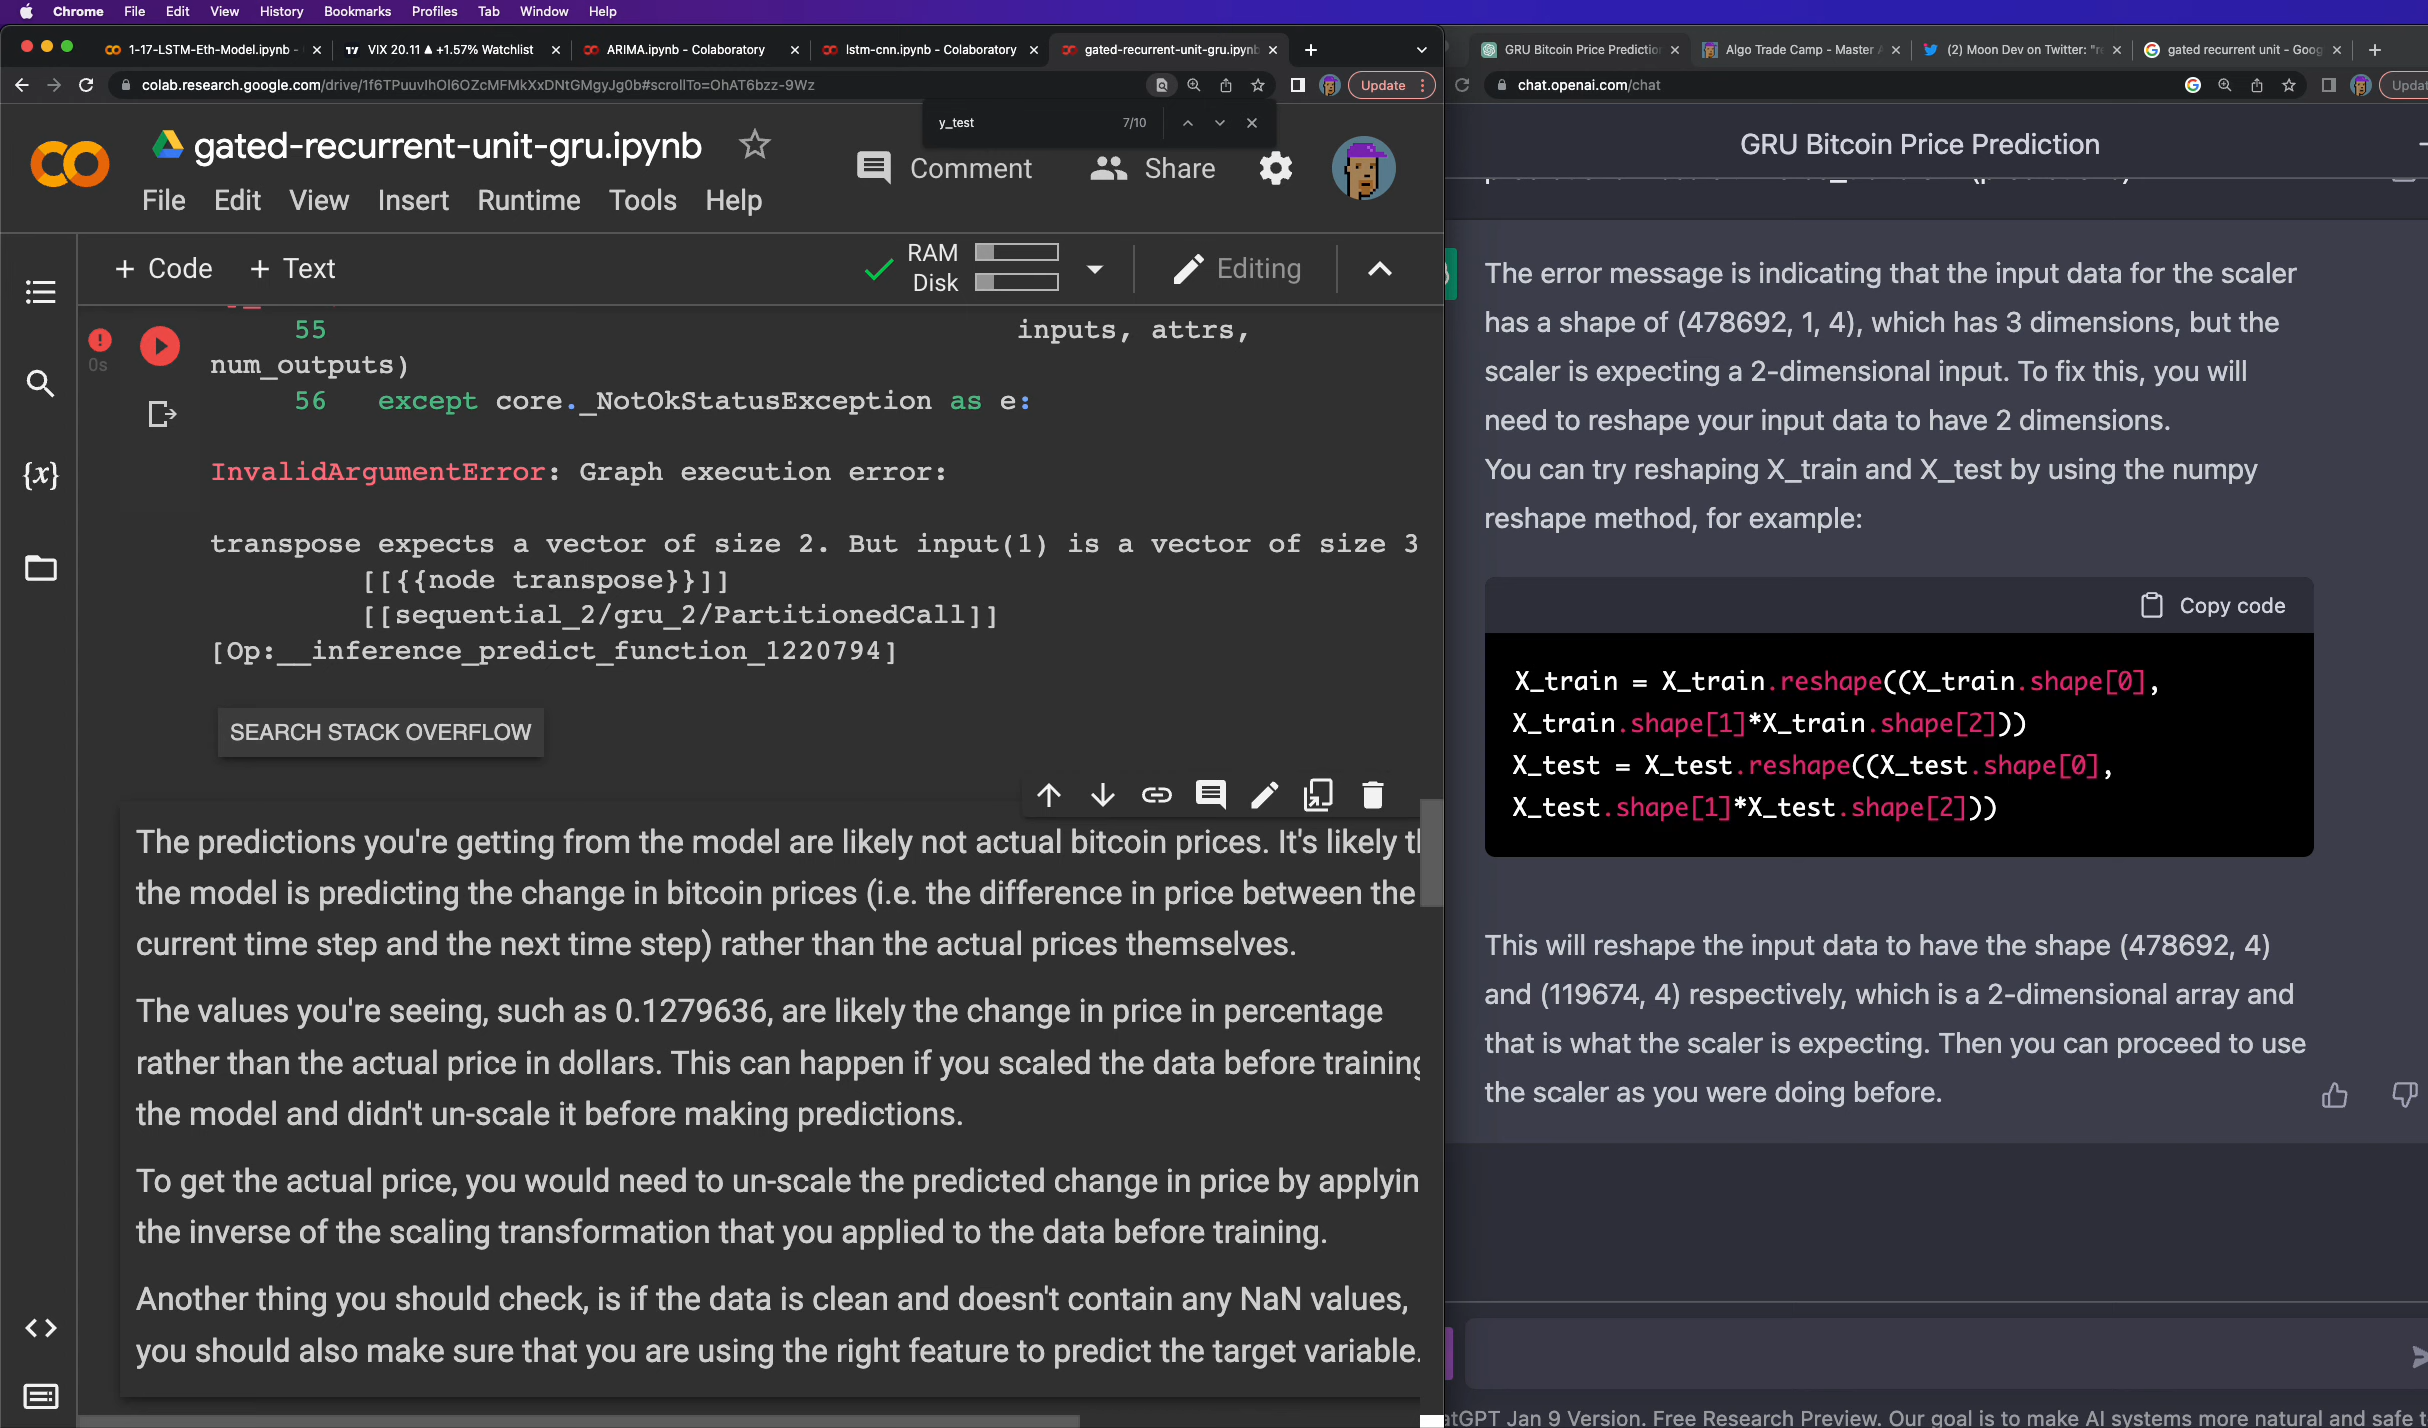 Chrome File Edit View History Bookmarks Profiles Tab Window Help
1-17-LSTM-Eth-Model.ipynb -
VIX 20.11 ▲ +1.57% Watchlist
ARIMA.ipynb - Colaboratory
lstm-cnn.ipynb - Colaboratory
gated-recurrent-unit-gru.ipynb
colab.research.google.com/drive/1f6TPuuvIhOl6OZcMFMkXxDNtGMgyJg0b#scrollTo=OhAT6bzz-9Wz
Update
y_test 7/10
gated-recurrent-unit-gru.ipynb
Comment Share
File Edit View Insert Runtime Tools Help
+ Code + Text
RAM
Disk
Editing
0s
55 inputs, attrs,
num_outputs)
56 except core._NotOkStatusException as e:
InvalidArgumentError: Graph execution error:
transpose expects a vector of size 2. But input(1) is a vector of size 3
[[{{node transpose}}]]
[[sequential_2/gru_2/PartitionedCall]]
[Op:__inference_predict_function_1220794]
SEARCH STACK OVERFLOW
The predictions you're getting from the model are likely not actual bitcoin prices. It's likely
the model is predicting the change in bitcoin prices (i.e. the difference in price between the
current time step and the next time step) rather than the actual prices themselves.
The values you're seeing, such as 0.1279636, are likely the change in price in percentage
rather than the actual price in dollars. This can happen if you scaled the data before training
the model and didn't un-scale it before making predictions.
To get the actual price, you would need to un-scale the predicted change in price by applyin
the inverse of the scaling transformation that you applied to the data before training.
Another thing you should check, is if the data is clean and doesn't contain any NaN values,
you should also make sure that you are using the right feature to predict the target variable.
GRU Bitcoin Price Prediction
Algo Trade Camp - Master
(2) Moon Dev on Twitter:
gated recurrent unit - Goog
chat.openai.com/chat
Updat
GRU Bitcoin Price Prediction
The error message is indicating that the input data for the scaler
has a shape of (478692, 1, 4), which has 3 dimensions, but the
scaler is expecting a 2-dimensional input. To fix this, you will
need to reshape your input data to have 2 dimensions.
You can try reshaping X_train and X_test by using the numpy
reshape method, for example:
Copy code
X_train = X_train.reshape((X_train.shape[0],
X_train.shape[1]*X_train.shape[2]))
X_test = X_test.reshape((X_test.shape[0],
X_test.shape[1]*X_test.shape[2]))
This will reshape the input data to have the shape (478692, 4)
and (119674, 4) respectively, which is a 2-dimensional array and
that is what the scaler is expecting. Then you can proceed to use
the scaler as you were doing before.
atGPT Jan 9 Version. Free Research Preview. Our goal is to make AI systems more natural and safe